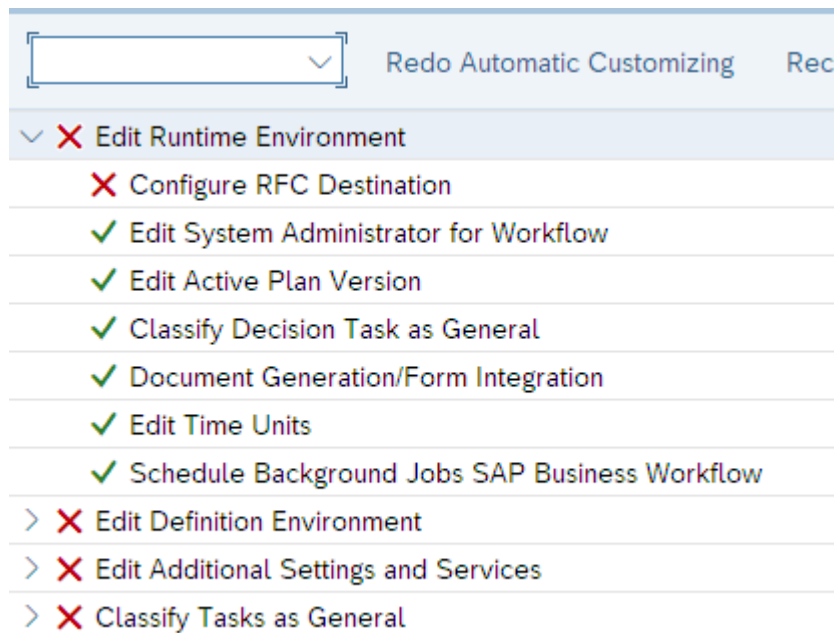 Redo Automatic Customizing Rec
Edit Runtime Environment
Configure RFC Destination
Edit System Administrator for Workflow
Edit Active Plan Version
Classify Decision Task as General
Document Generation/Form Integration
Edit Time Units
Schedule Background Jobs SAP Business Workflow
Edit Definition Environment
Edit Additional Settings and Services
Classify Tasks as General